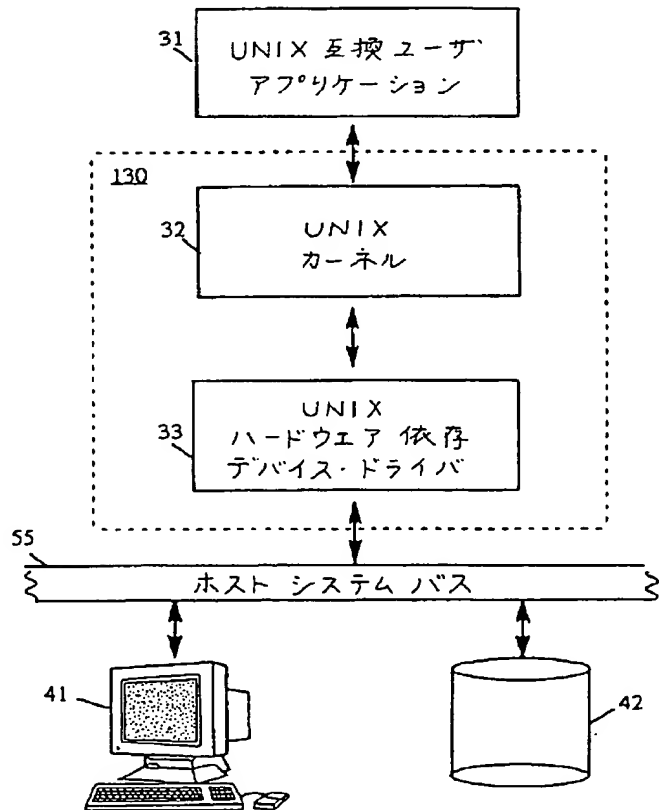 31
UNIX 互換ユーザ
アプリケーション
130
32
UNIX
カーネル
33
UNIX
ハードウェア 依存
デバイス・ドライバ
55
ホスト システム バス
41
42